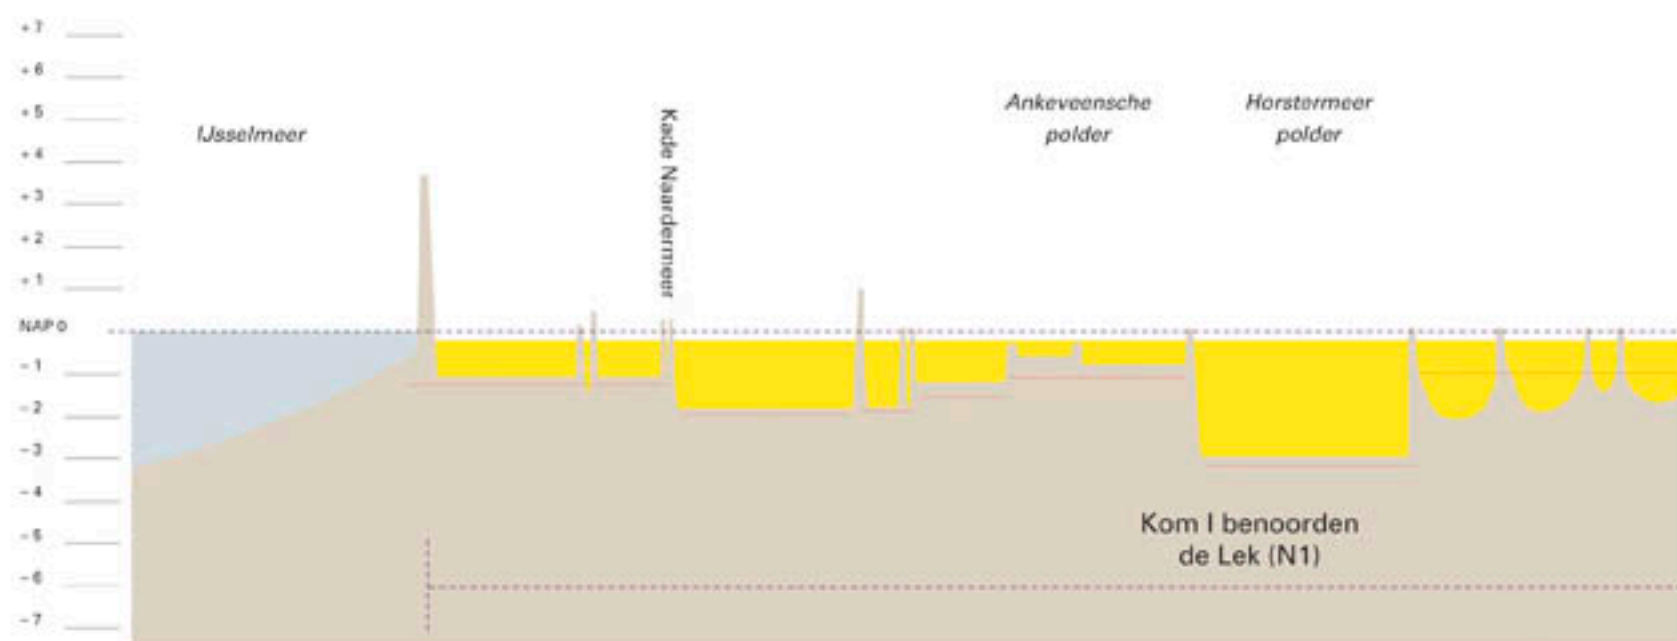 +7
+6
+5
+4
+3
+2
+1
NAP 0
-1
-2
-3
-4
-5
-6
-7
IJsselmeer
Kade Naardermeer
Ankeveensche
polder
Horstermeer
polder
Kom I benoorden
de Lek (N1)